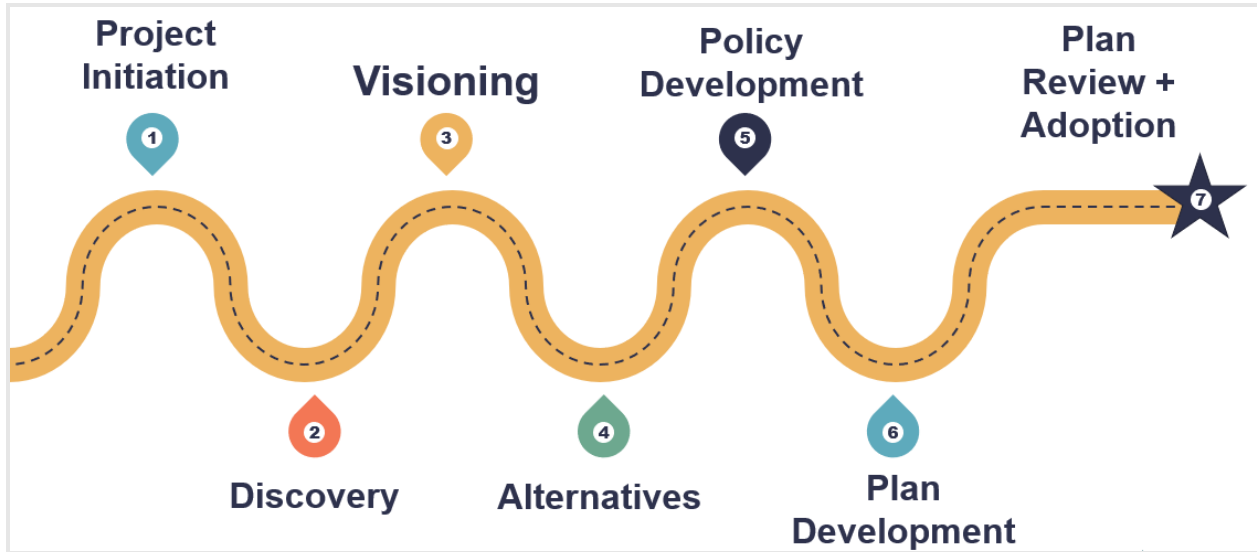 Project
Initiation
1
2
Discovery
Visioning
3
4
Alternatives
Policy
Development
5
6
Plan
Development
Plan
Review +
Adoption
7